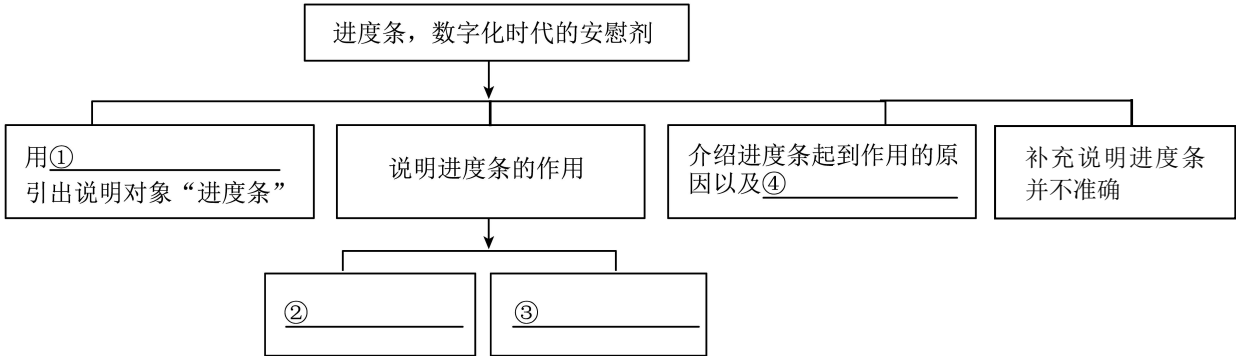 进度条，数字化时代的安慰剂
用①
引出说明对象“进度条”
说明进度条的作用
介绍进度条起到作用的原
因以及④
补充说明进度条
并不准确
②
③